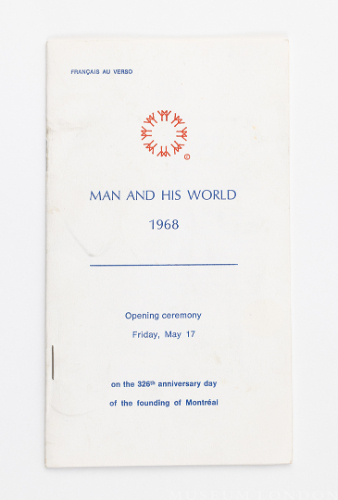 FRANÇAIS AU VERSO
©
MAN AND HIS WORLD
1968
Opening ceremony
Friday, May 17
on the 326th anniversary day
of the founding of Montréal